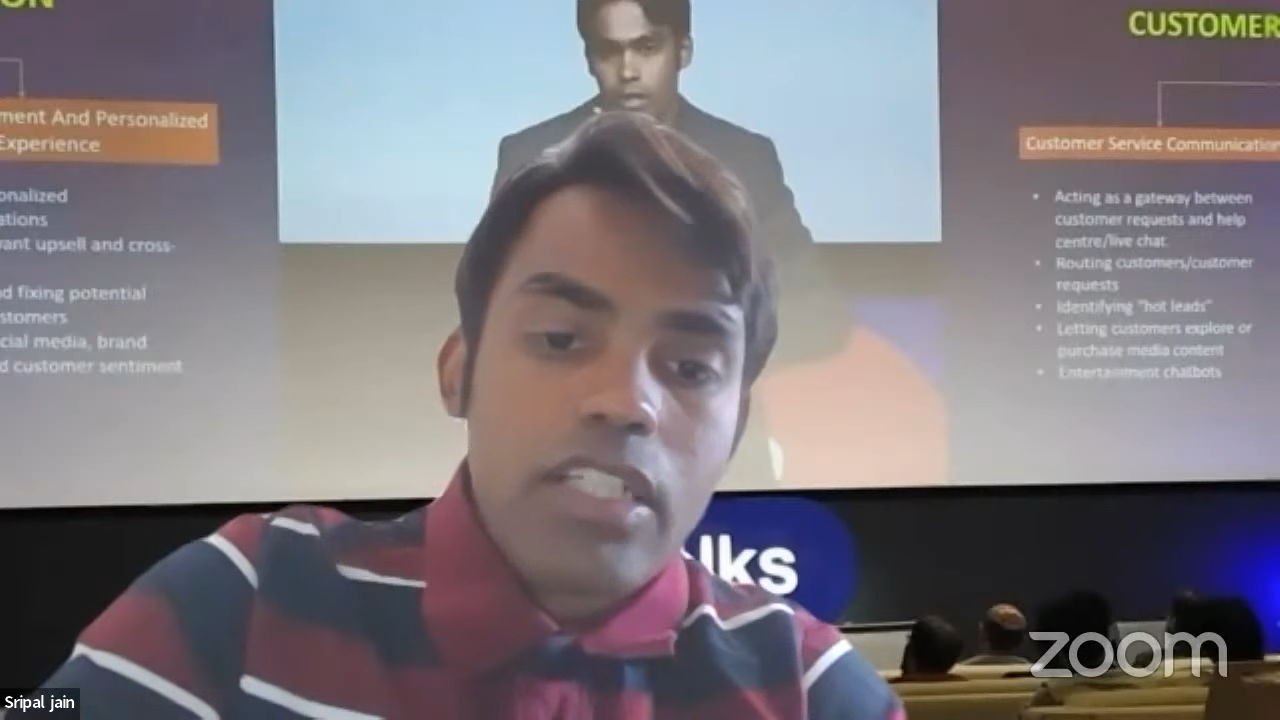 ON
ment And Personalized
Experience
onalized
ations
vant upsell and cross-
d fixing potential
stomers
cial media, brand
d customer sentiment
CUSTOMER
Customer Service Communication
• Acting as a gateway between
customer requests and help
centre/live chat
• Routing customers/customer
requests
• Identifying "hot leads"
• Letting customers explore or
purchase media content
• Entertainment chatbots
lks
zoom
Sripal jain